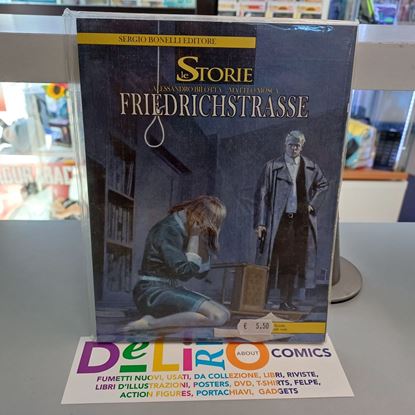 SERGIO BONELLI EDITORE
le STORIE
ALESSANDRO BILOTTA MATTEO MOSCA
FRIEDRICHSTRASSE
€ 5,50
DeLiRiO ABOUT COMICS
FUMETTI NUOVI, USATI, DA COLLEZIONE, LIBRI, RIVISTE,
LIBRI D'ILLUSTRAZIONI, POSTERS, DVD, T-SHIRTS, FELPE,
ACTION FIGURES, PORTACHIAVI, GADGETS